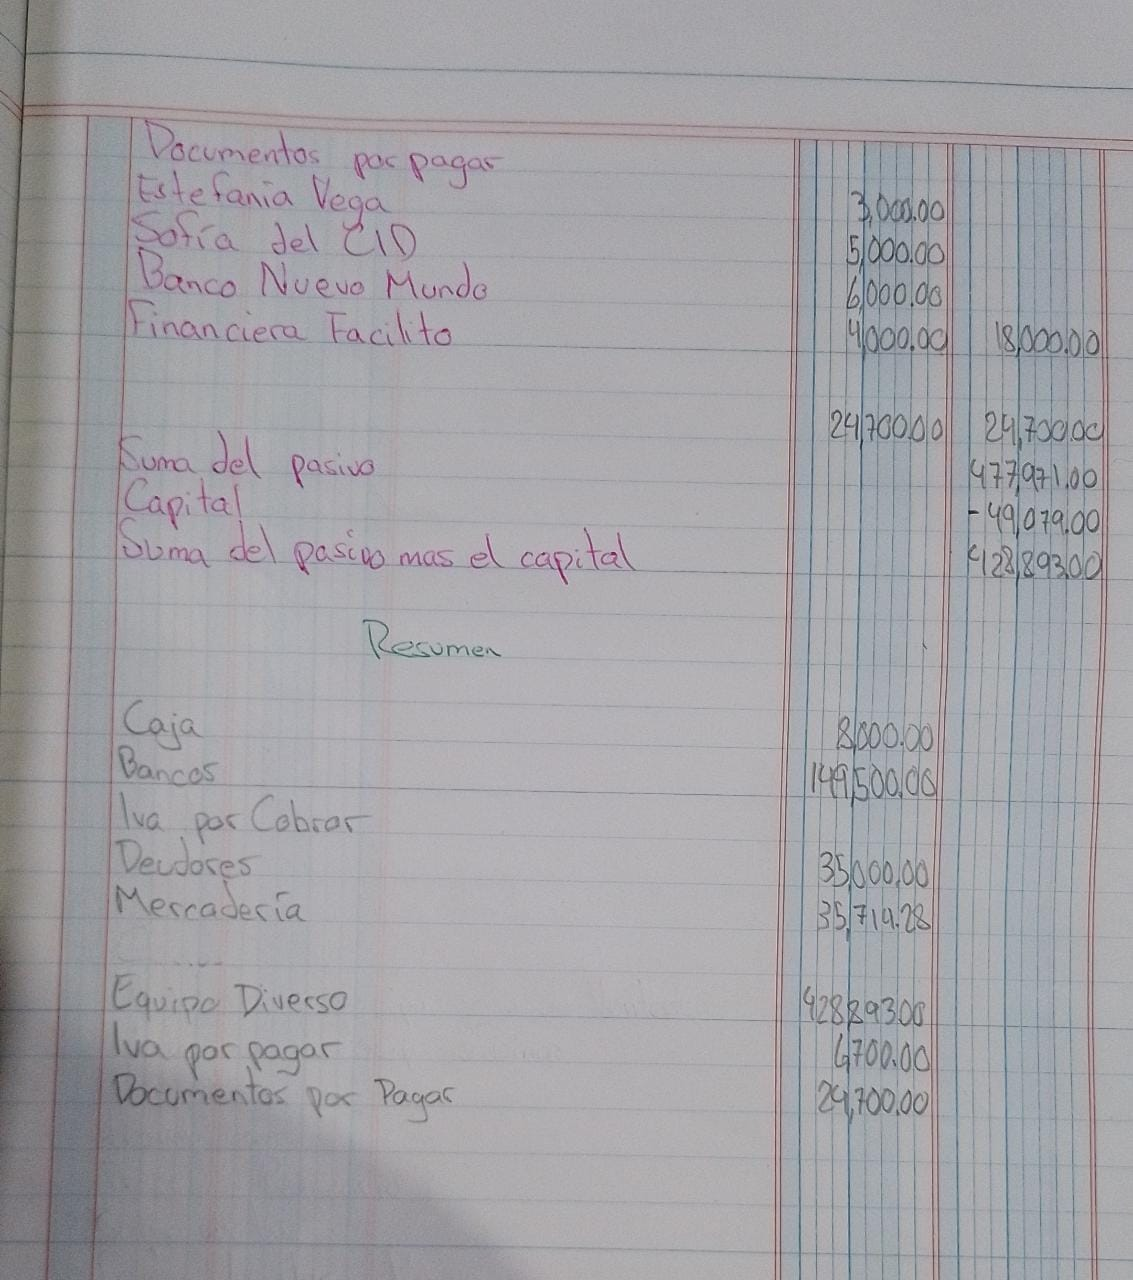 Documentos por pagar
Estefanía Vega 3,000.00
Sofía del CID 5,000.00
Banco Nuevo Mundo 6,000.00
Financiera Facilito 4,000.00 18,000.00
24,700.00 24,700.00
Suma del pasivo 477,971.00
Capital -49,079.00
Suma del pasivo mas el capital 428,893.00
Resumen
Caja 8,000.00
Bancos 149,500.00
Iva por Cobrar
Deudores 35,000.00
Mercadería 35,714.28
Equipo Diverso 428,893.00
Iva por pagar 6,700.00
Documentos por Pagar 24,700.00